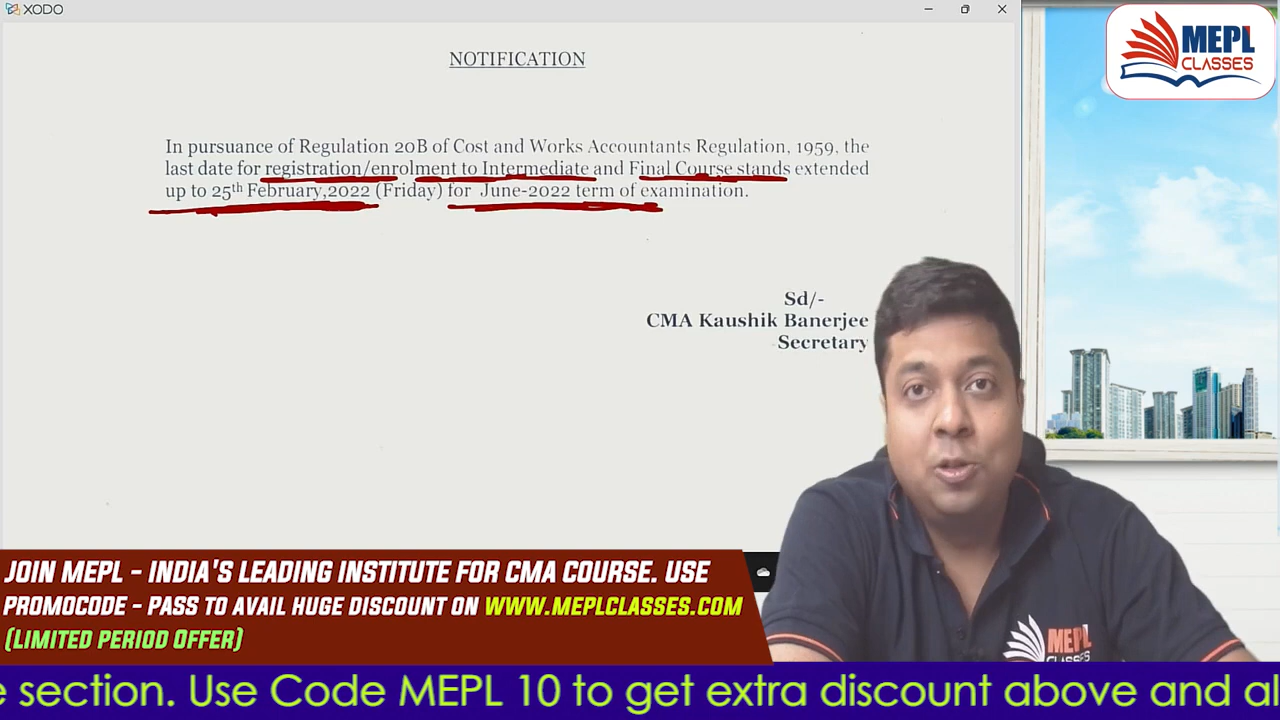 XODO
MEPL
CLASSES
NOTIFICATION
In pursuance of Regulation 20B of Cost and Works Accountants Regulation, 1959, the
last date for registration/enrolment to Intermediate and Final Course stands extended
up to 25th February,2022 (Friday) for June-2022 term of examination.
Sd/-
CMA Kaushik Banerjee
Secretary
MEPL
CLASSES
JOIN MEPL - INDIA'S LEADING INSTITUTE FOR CMA COURSE. USE
PROMOCODE - PASS TO AVAIL HUGE DISCOUNT ON WWW.MEPLCLASSES.COM
(LIMITED PERIOD OFFER)
e section. Use Code MEPL 10 to get extra discount above and al